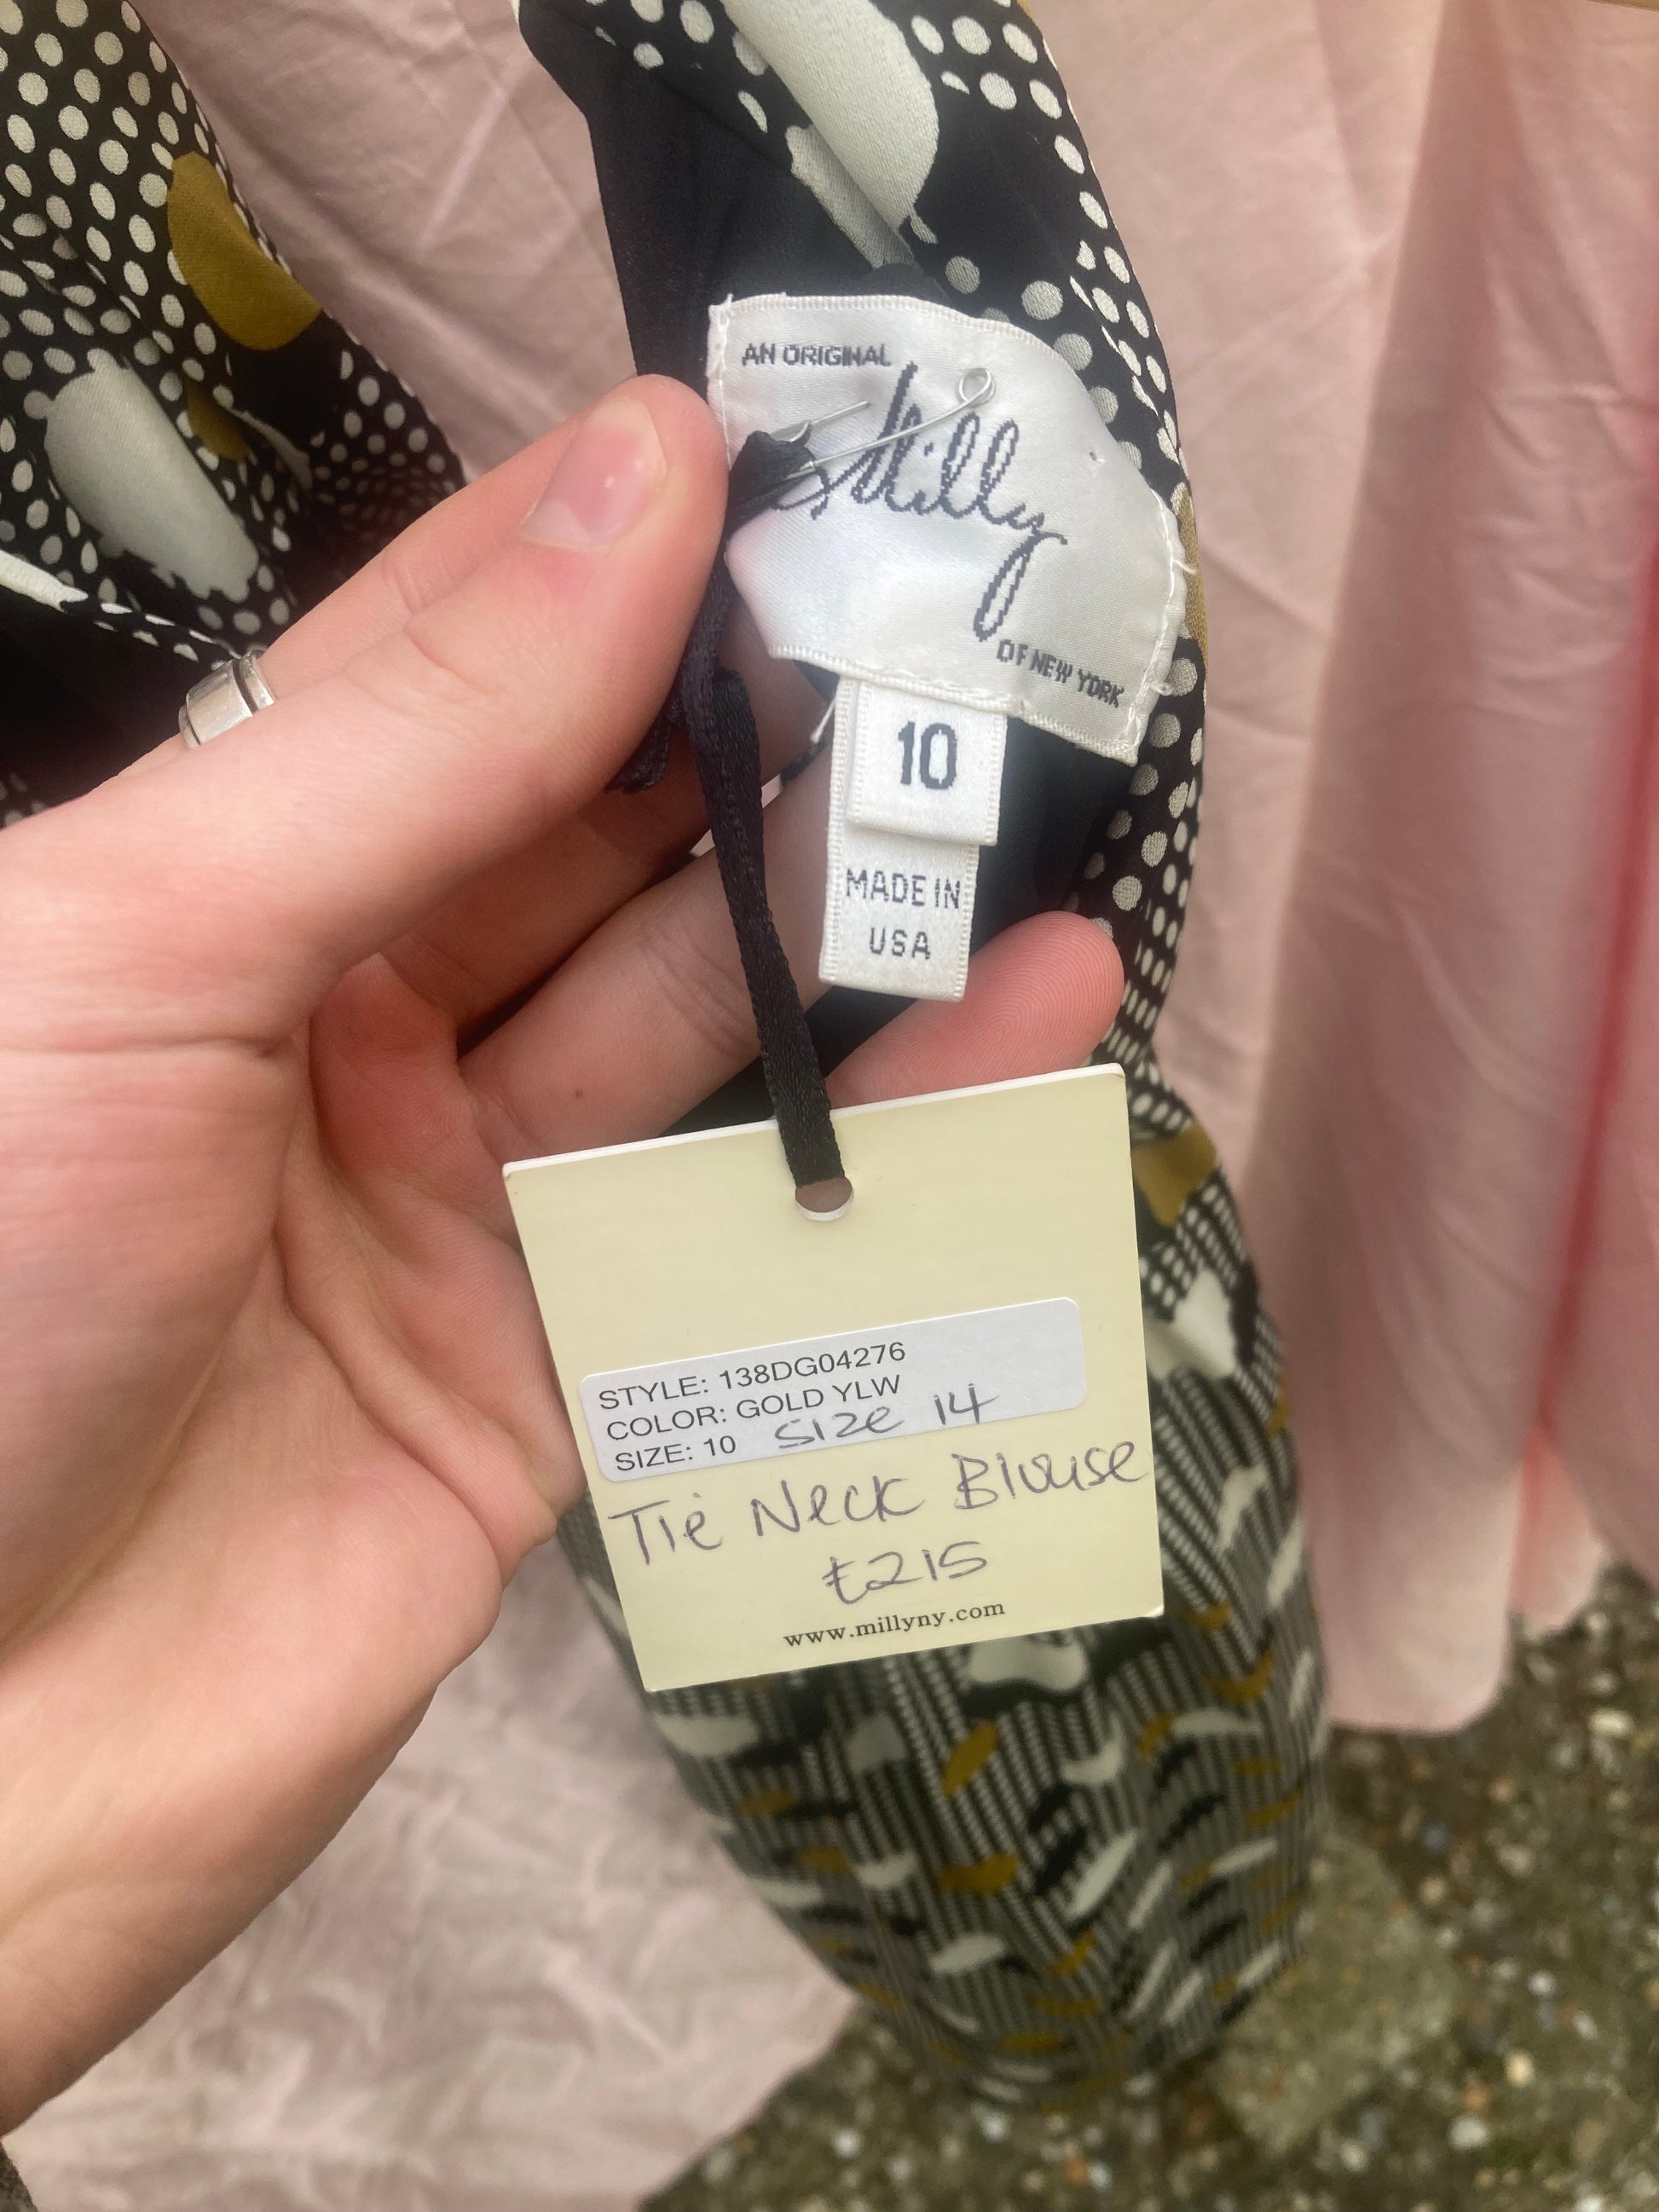 AN ORIGINAL
Milly
OF NEW YORK
10
MADE IN
USA
STYLE: 138DG04276
COLOR: GOLD YLW
SIZE: 10 SIZE 14
Tie Neck Blouse
£215
www.millyny.com